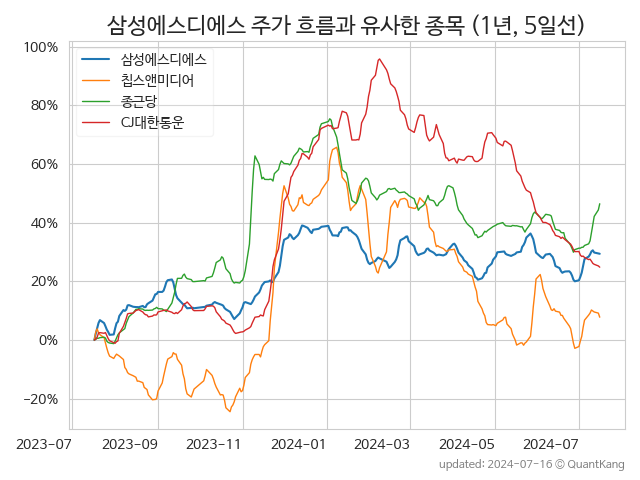 삼성에스디에스 주가 흐름과 유사한 종목 (1년, 5일선)
100%
80%
60%
40%
20%
0%
−20%
삼성에스디에스
칩스앤미디어
종근당
CJ대한통운
2023-07 2023-09 2023-11 2024-01 2024-03 2024-05 2024-07
updated: 2024-07-16 © QuantKang